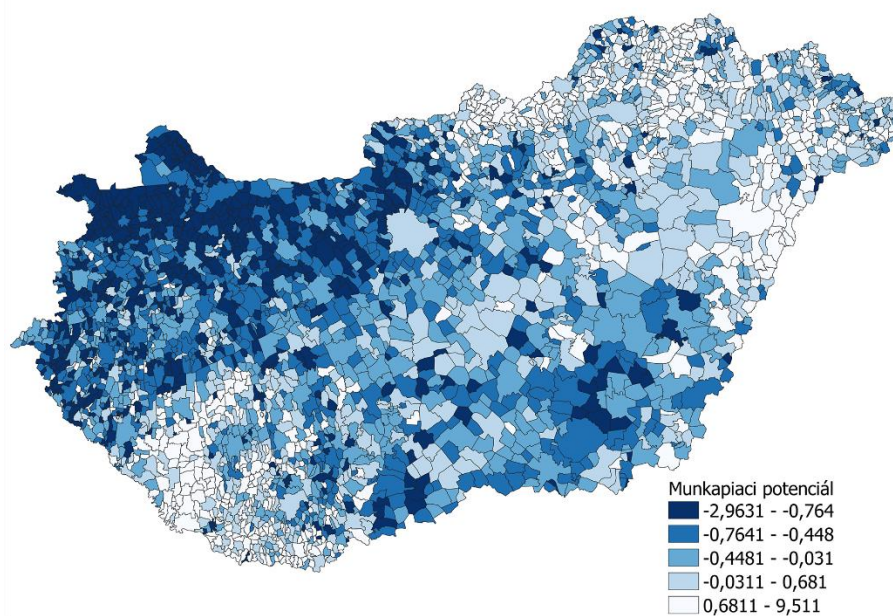 Munkapiaci potenciál
-2,9631 - -0,764
-0,7641 - -0,448
-0,4481 - -0,031
-0,0311 - 0,681
0,6811 - 9,511